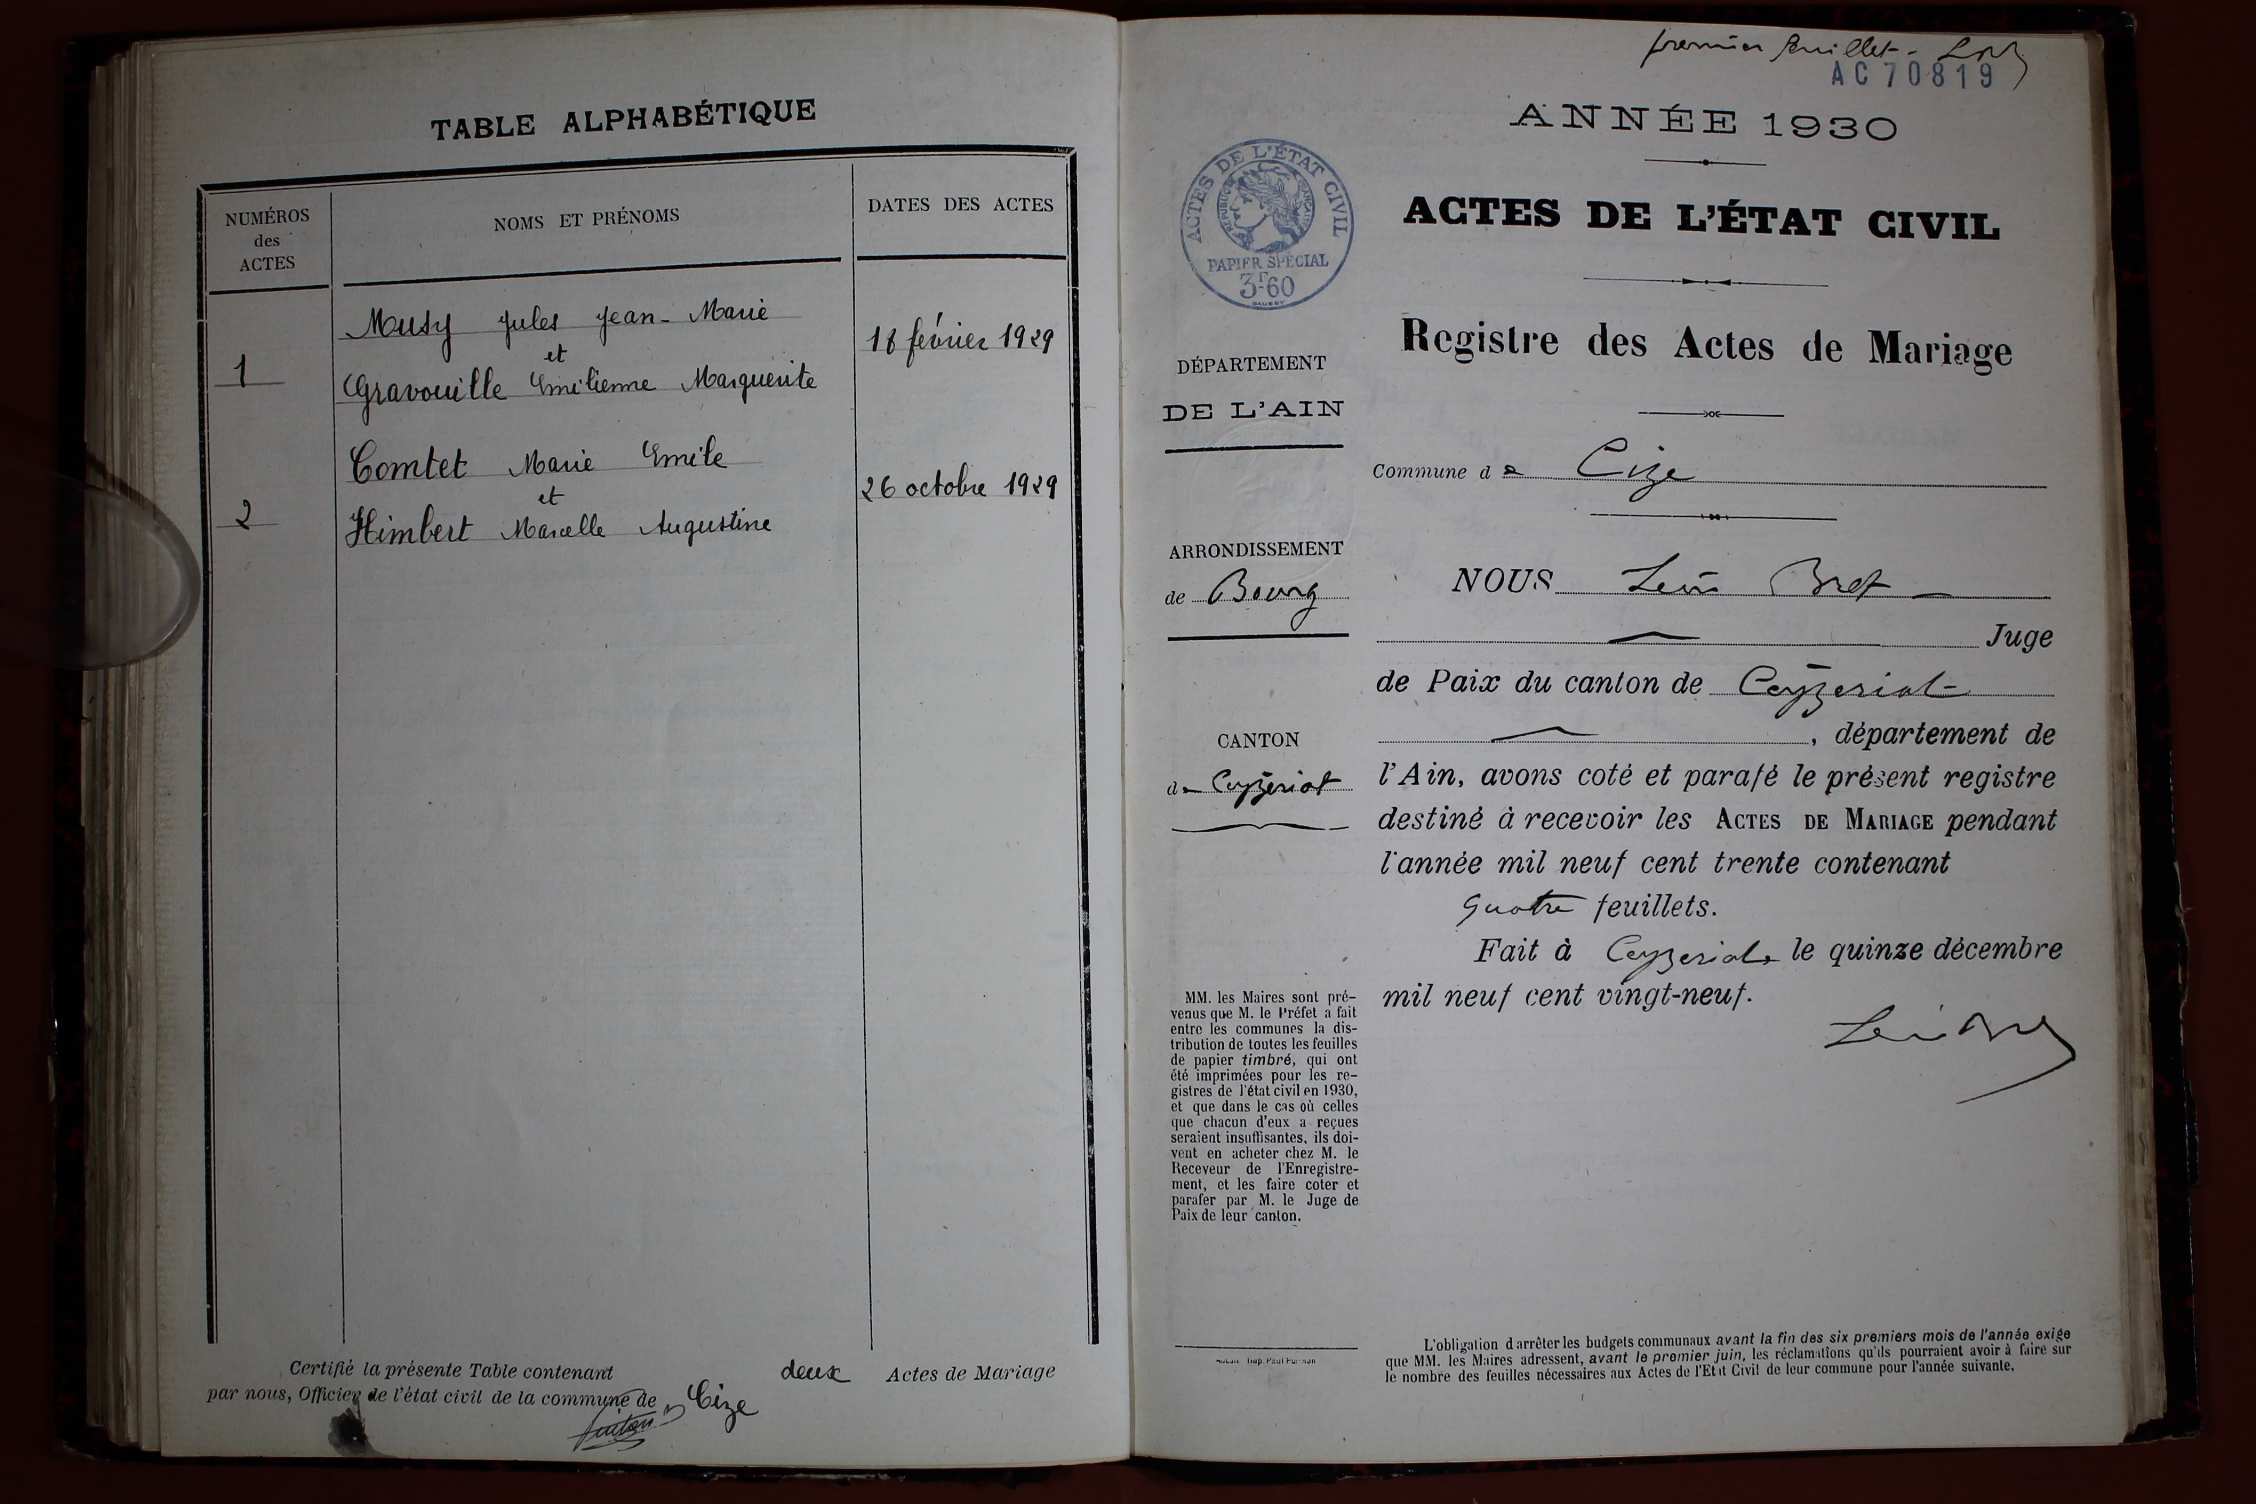 TABLE ALPHABÉTIQUE
NUMÉROS
des
ACTES
NOMS ET PRÉNOMS
DATES DES ACTES
1
Musy Jules Jean-Marie
et
Gravouille Emilienne Marguerite
18 février 1929
2
Comtet Marie Emile
et
Himbert Marcelle Augustine
26 octobre 1929
Certifié la présente Table contenant deux Actes de Mariage
par nous, Officier de l'état civil de la commune de Cize
premier feuillet -
AC 70819
ANNÉE 1930
ACTES DE L'ÉTAT CIVIL
RÉPUBLIQUE FRANÇAISE
PAPIER SPÉCIAL
3F60
ACTES DE L'ÉTAT CIVIL
Registre des Actes de Mariage
DÉPARTEMENT
DE L'AIN
Commune de Cize
ARRONDISSEMENT
de Bourg
CANTON
de Ceyzériat
MM. les Maires sont pré-
venus que M. le Préfet a fait
entre les communes la dis-
tribution de toutes les feuilles
de papier timbré, qui ont
été imprimées pour les re-
gistres de l'état civil en 1930,
et que dans le cas où celles
que chacun d'eux a reçues
seraient insuffisantes, ils doi-
vent en acheter chez M. le
Receveur de l'Enregistre-
ment, et les faire coter et
parafer par M. le Juge de
Paix de leur canton.
NOUS Léon Bret
Juge
de Paix du canton de Ceyzériat
, département de
l'Ain, avons coté et parafé le présent registre
destiné à recevoir les ACTES DE MARIAGE pendant
l'année mil neuf cent trente contenant
quatre feuillets.
Fait à Ceyzériat, le quinze décembre
mil neuf cent vingt-neuf.
L'obligation d'arrêter les budgets communaux avant la fin des six premiers mois de l'année exige
que MM. les Maires adressent, avant le premier juin, les réclamations qu'ils pourraient avoir à faire sur
le nombre des feuilles nécessaires aux Actes de l'Etat Civil de leur commune pour l'année suivante.